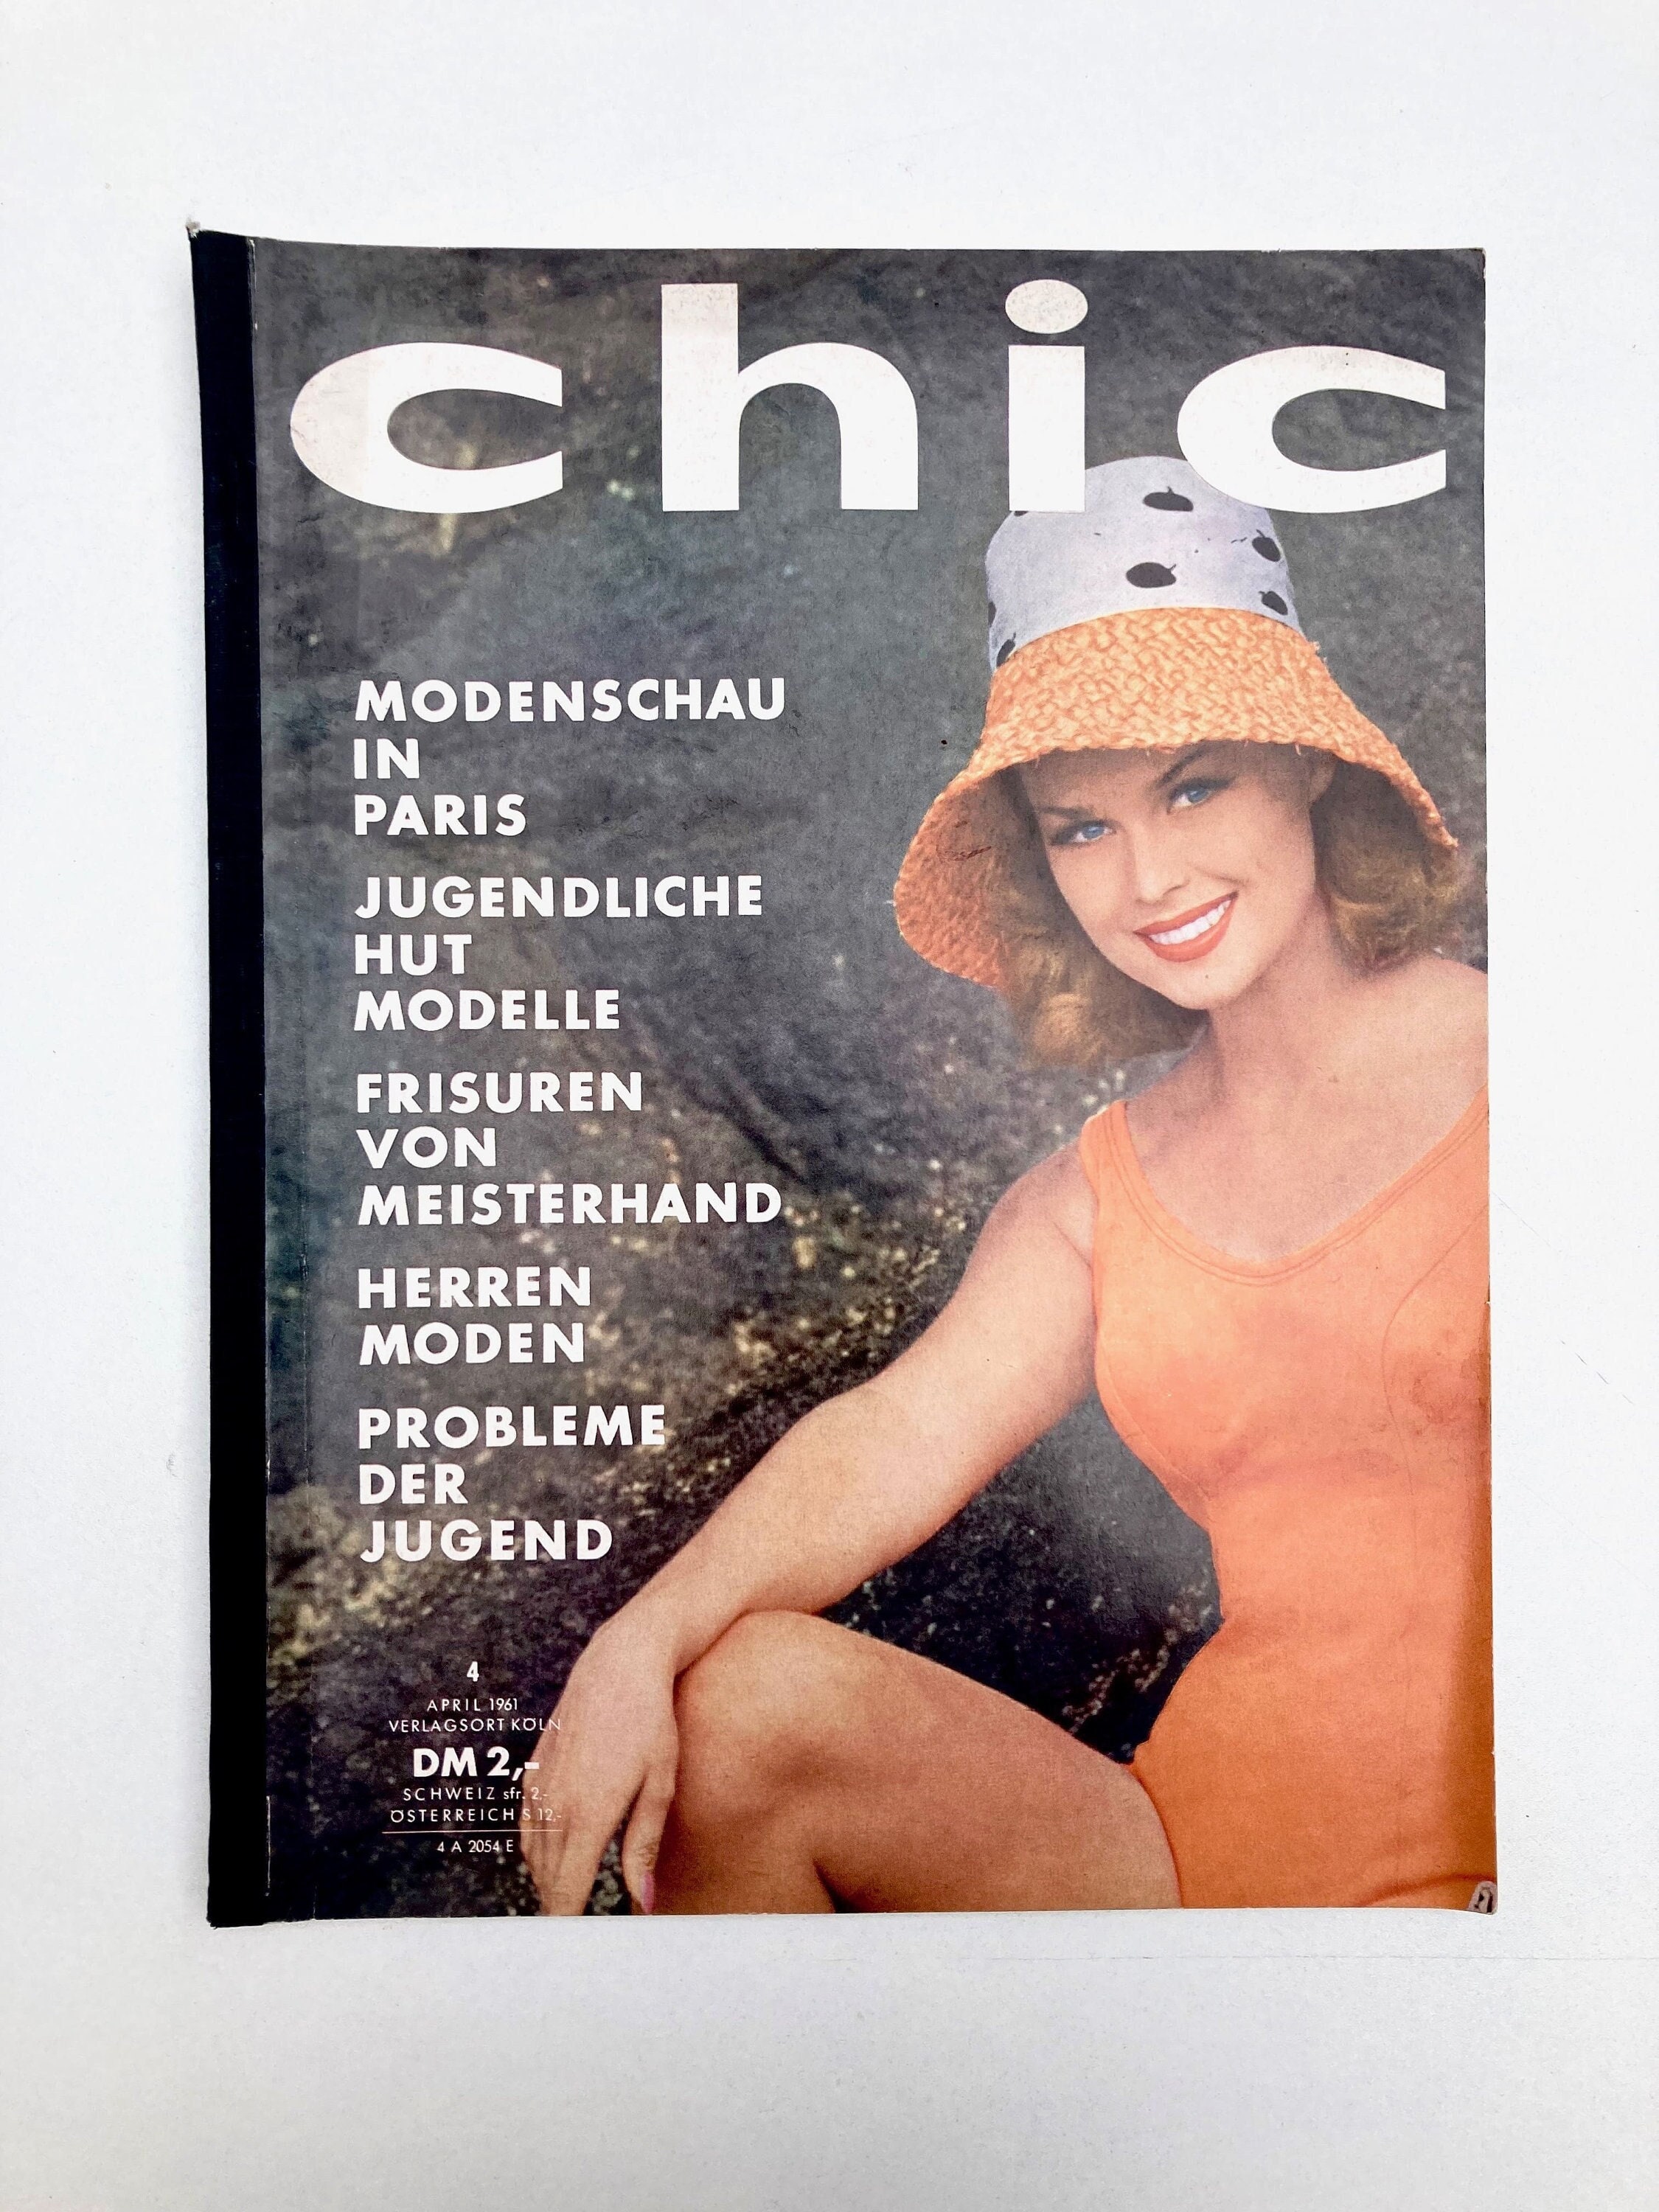 chic
MODENSCHAU
IN
PARIS
JUGENDLICHE
HUT
MODELLE
FRISUREN
VON
MEISTERHAND
HERREN
MODEN
PROBLEME
DER
JUGEND
4
APRIL 1961
VERLAGSORT KÖLN
DM 2,-
SCHWEIZ sfr. 2,-
ÖSTERREICH S 12,-
4 A 2054 E